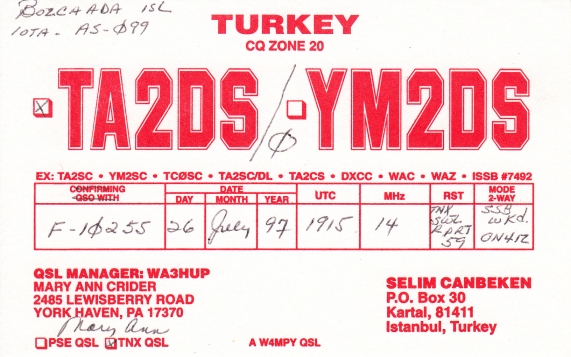 BOZCAADA ISL
IOTA - AS-Ø99
TURKEY
CQ ZONE 20
☒ TA2DS/Ø ☐ YM2DS
EX: TA2SC • YM2SC • TCØSC • TA2SC/DL • TA2CS • DXCC • WAC • WAZ • ISSB #7492
CONFIRMING QSO WITH DATE UTC MHz RST MODE 2-WAY
DAY MONTH YEAR
F-1Ø255 26 July 97 1915 14 TNX SWL RPRT 59 SSB WKd. ON4IZ
QSL MANAGER: WA3HUP
MARY ANN CRIDER
2485 LEWISBERRY ROAD
YORK HAVEN, PA 17370
Mary Ann
☐ PSE QSL ☑ TNX QSL
A W4MPY QSL
SELIM CANBEKEN
P.O. Box 30
Kartal, 81411
Istanbul, Turkey